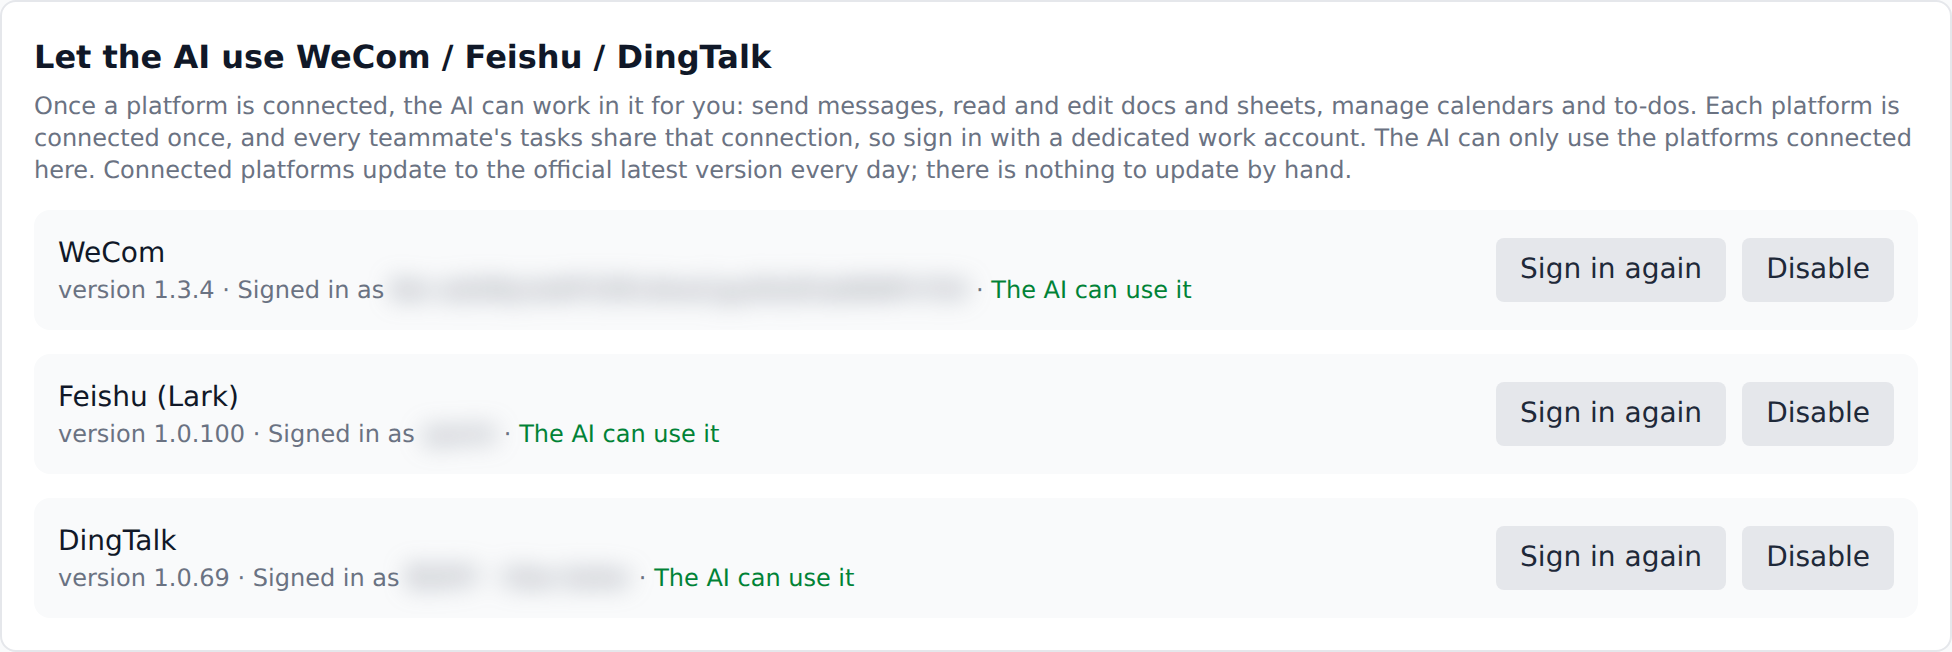 Let the AI use WeCom / Feishu / DingTalk
Once a platform is connected, the AI can work in it for you: send messages, read and edit docs and sheets, manage calendars and to-dos. Each platform is
connected once, and every teammate's tasks share that connection, so sign in with a dedicated work account. The AI can only use the platforms connected
here. Connected platforms update to the official latest version every day; there is nothing to update by hand.
WeCom
version 1.3.4 · Signed in as · The AI can use it
Sign in again
Disable
Feishu (Lark)
version 1.0.100 · Signed in as · The AI can use it
Sign in again
Disable
DingTalk
version 1.0.69 · Signed in as · The AI can use it
Sign in again
Disable